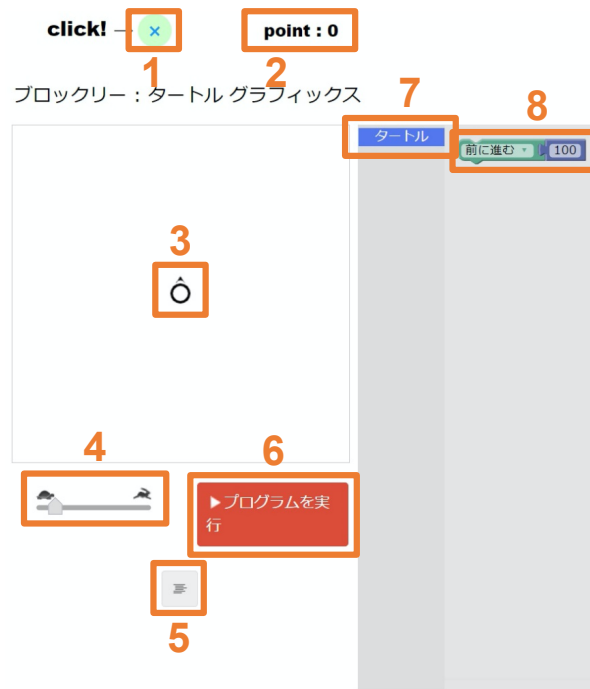 click!
×
point : 0
1
2
ブロックリー : タートル グラフィックス
7
8
タートル
前に進む 100
3
4
6
▶プログラムを実
行
5